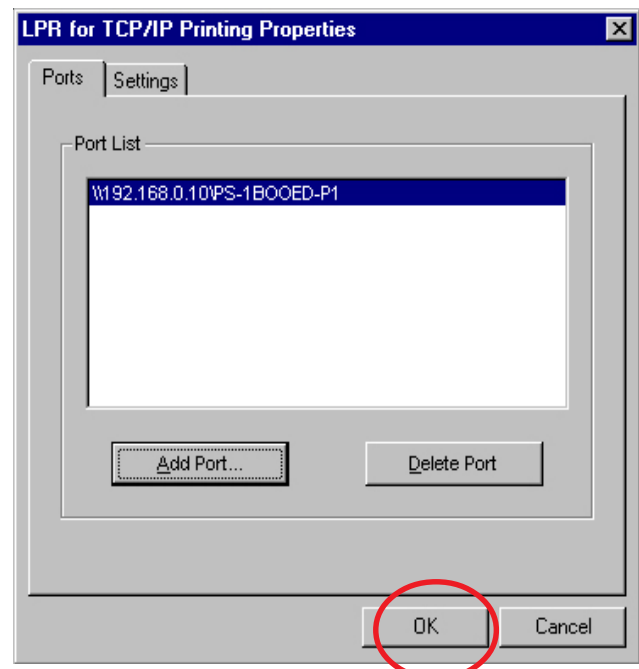 LPR for TCP/IP Printing Properties
Ports
Settings
Port List
\\192.168.0.10\PS-1BOOED-P1
Add Port...
Delete Port
OK
Cancel